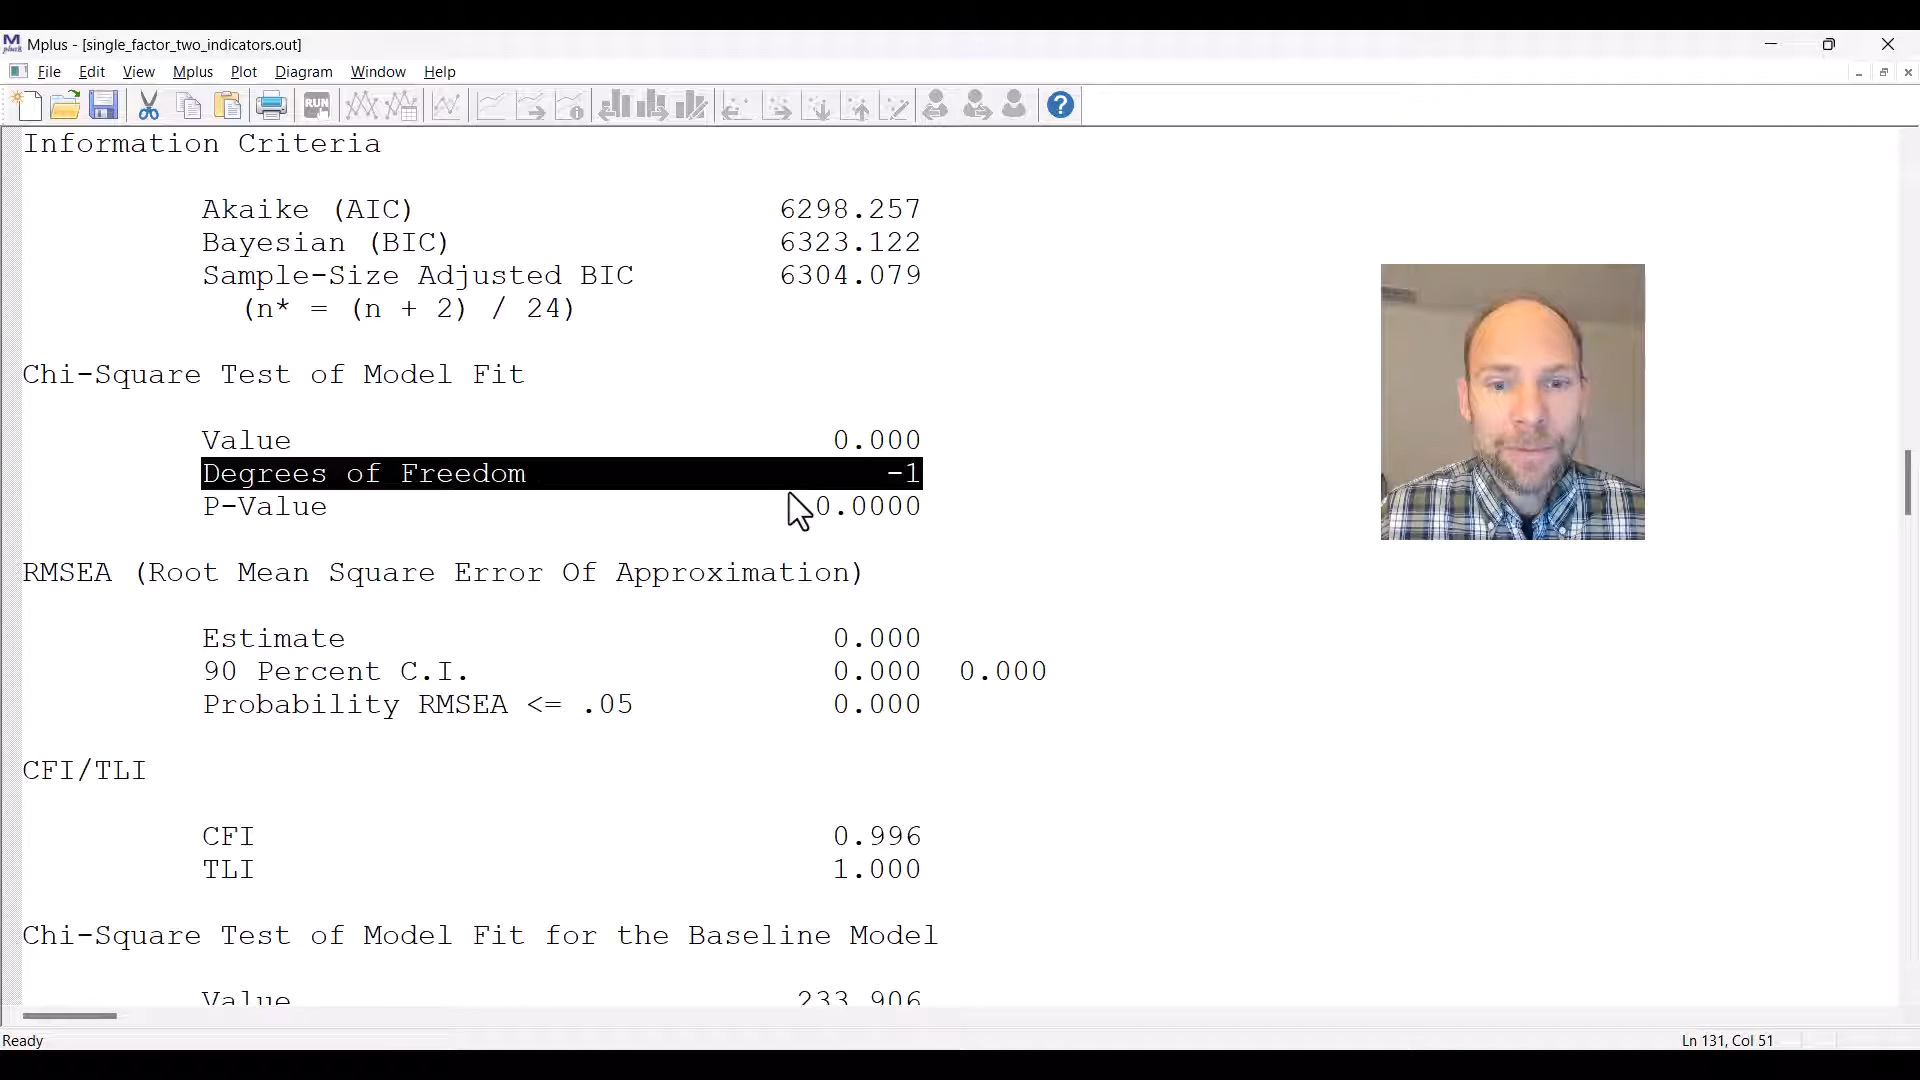 Mplus - [single_factor_two_indicators.out]
File Edit View Mplus Plot Diagram Window Help
RUN
Information Criteria
Akaike (AIC) 6298.257
Bayesian (BIC) 6323.122
Sample-Size Adjusted BIC 6304.079
(n* = (n + 2) / 24)
Chi-Square Test of Model Fit
Value 0.000
Degrees of Freedom -1
P-Value 0.0000
RMSEA (Root Mean Square Error Of Approximation)
Estimate 0.000
90 Percent C.I. 0.000 0.000
Probability RMSEA <= .05 0.000
CFI/TLI
CFI 0.996
TLI 1.000
Chi-Square Test of Model Fit for the Baseline Model
Value 233.906
Ready Ln 131, Col 51